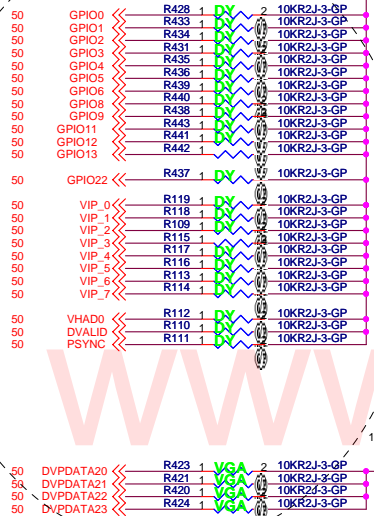 50 GPIO0 R428 1 DY 2 10KR2J-3-GP
50 GPIO1 R433 1 DY 10KR2J-3-GP
50 GPIO2 R434 1 DY 10KR2J-3-GP
50 GPIO3 R431 1 DY 10KR2J-3-GP
50 GPIO4 R435 1 DY 10KR2J-3-GP
50 GPIO5 R436 1 DY 10KR2J-3-GP
50 GPIO6 R439 1 DY 10KR2J-3-GP
50 GPIO8 R440 1 DY 10KR2J-3-GP
50 GPIO9 R438 1 DY 10KR2J-3-GP
50 GPIO11 R443 1 DY 10KR2J-3-GP
50 GPIO12 R441 1 DY 10KR2J-3-GP
50 GPIO13 R442 1 10KR2J-3-GP
50 GPIO22 R437 1 DY 10KR2J-3-GP
50 VIP_0 R119 1 DY 10KR2J-3-GP
50 VIP_1 R118 1 DY 10KR2J-3-GP
50 VIP_2 R109 1 DY 10KR2J-3-GP
50 VIP_3 R115 1 10KR2J-3-GP
50 VIP_4 R117 1 DY 10KR2J-3-GP
50 VIP_5 R116 1 DY 10KR2J-3-GP
50 VIP_6 R113 1 DY 10KR2J-3-GP
50 VIP_7 R114 1 DY 10KR2J-3-GP
50 VHAD0 R112 1 DY 10KR2J-3-GP
50 DVALID R110 1 DY 10KR2J-3-GP
50 PSYNC R111 1 DY 10KR2J-3-GP
WWW
1
50 DVPDATA20 R423 1 VGA 2 10KR2J-3-GP
50 DVPDATA21 R421 1 VGA 10KR2J-3-GP
50 DVPDATA22 R420 1 VGA 10KR2J-3-GP
50 DVPDATA23 R424 1 VGA 10KR2J-3-GP